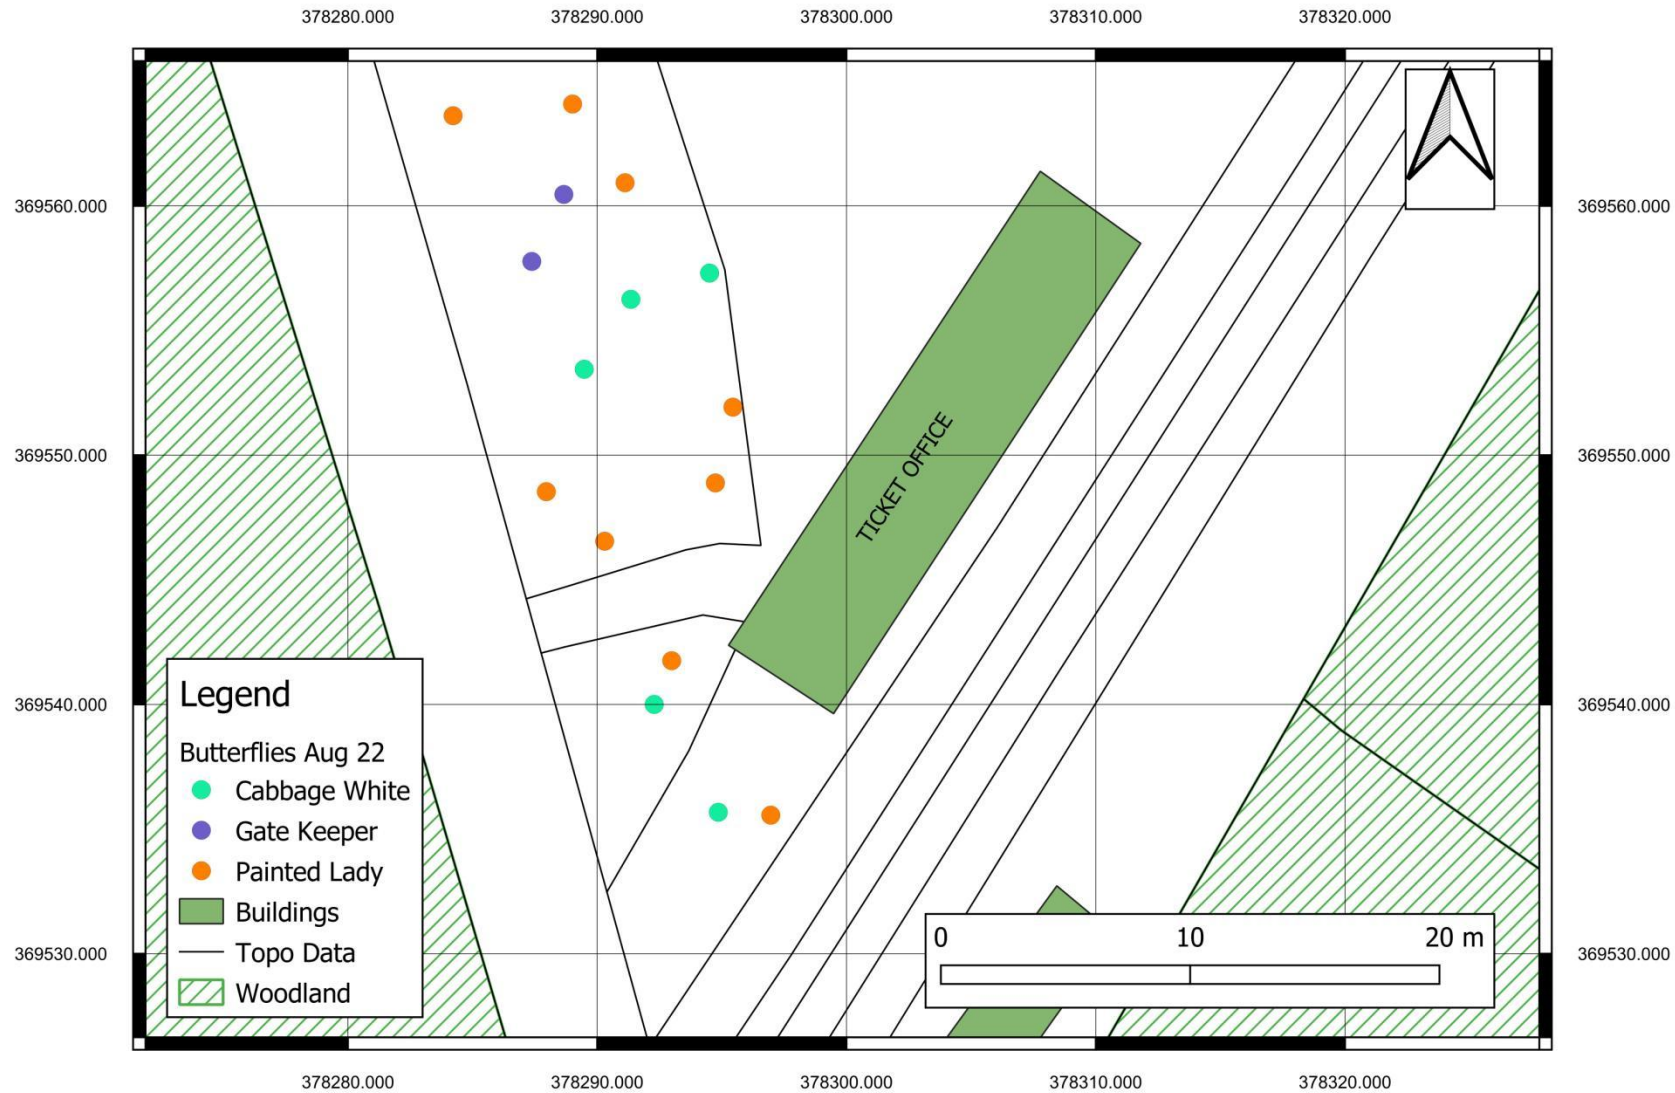 378280.000 378290.000 378300.000 378310.000 378320.000
369560.000 369560.000
369550.000 369550.000
TICKET OFFICE
369540.000 369540.000
369530.000 369530.000
Legend
Butterflies Aug 22
Cabbage White
Gate Keeper
Painted Lady
Buildings
Topo Data
Woodland
0 10 20 m
378280.000 378290.000 378300.000 378310.000 378320.000